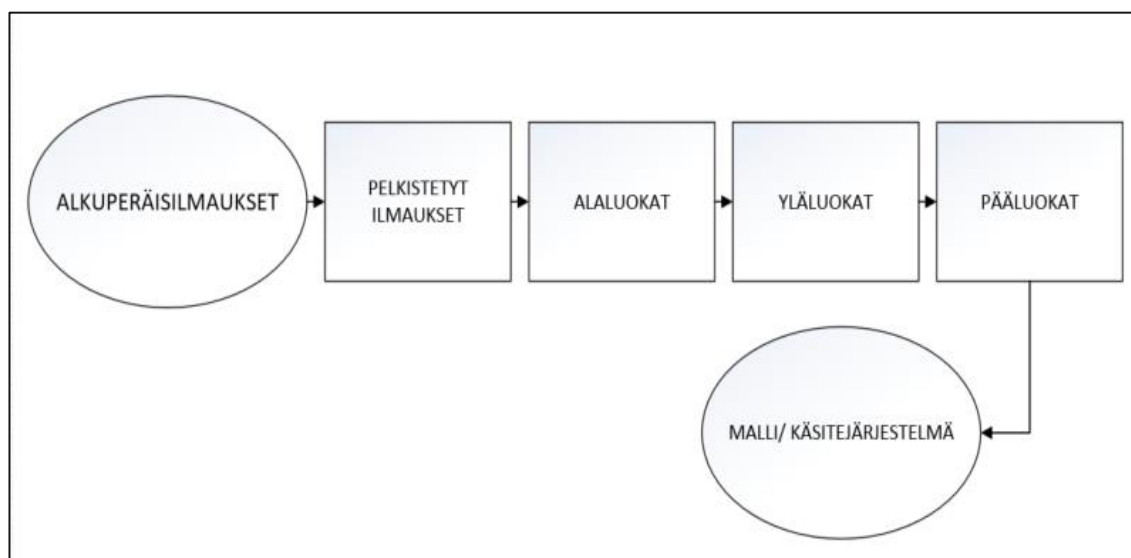 ALKUPERÄISILMAUKSET
PELKISTETYT
ILMAUKSET
ALALUOKAT
YLÄLUOKAT
PÄÄLUOKAT
MALLI/ KÄSITEJÄRJESTELMÄ